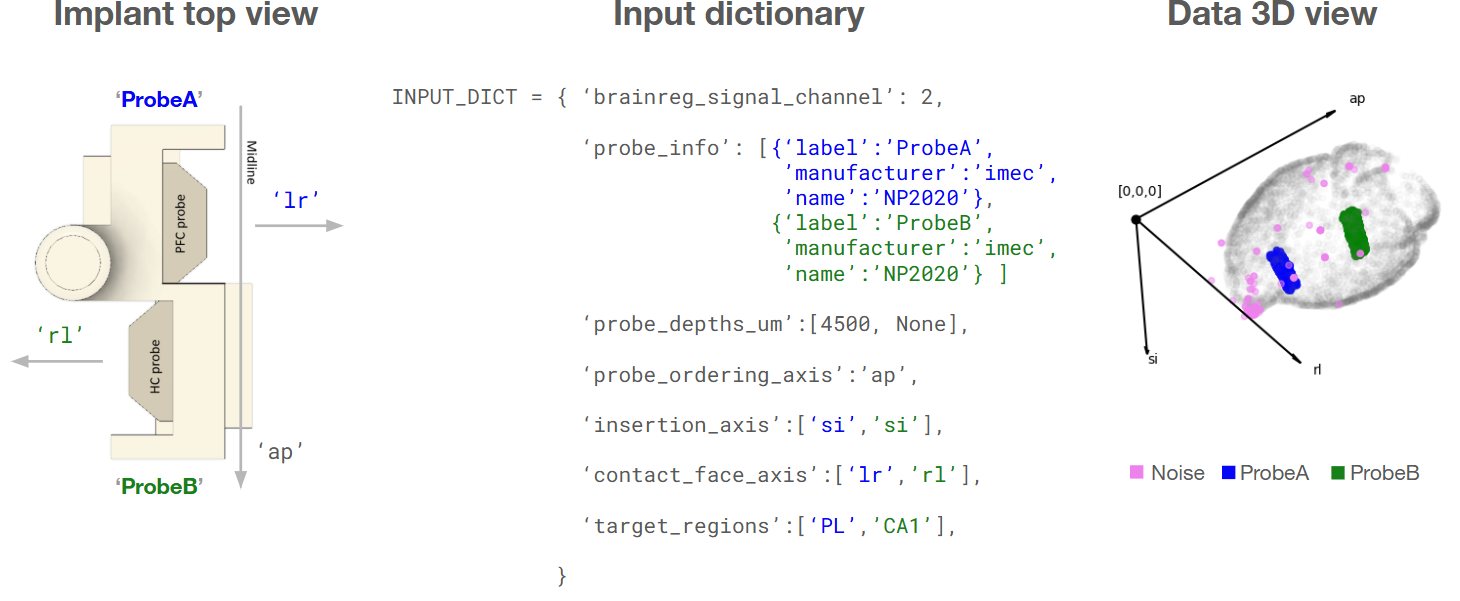 Implant top view
‘ProbeA’
Midline
PFC probe
‘lr’
‘rl’
HC probe
‘ap’
‘ProbeB’
Input dictionary
INPUT_DICT = { ‘brainreg_signal_channel’: 2,
‘probe_info’: [{‘label’:’ProbeA’,
‘manufacturer’:’imec’,
‘name’:’NP2020’},
{‘label’:’ProbeB’,
‘manufacturer’:’imec’,
‘name’:’NP2020’} ]
‘probe_depths_um’:[4500, None],
‘probe_ordering_axis’:’ap’,
‘insertion_axis’:[‘si’,’si’],
‘contact_face_axis’:[‘lr’,’rl’],
‘target_regions’:[‘PL’,’CA1’],
}
Data 3D view
ap
[0,0,0]
si
rl
Noise ProbeA ProbeB